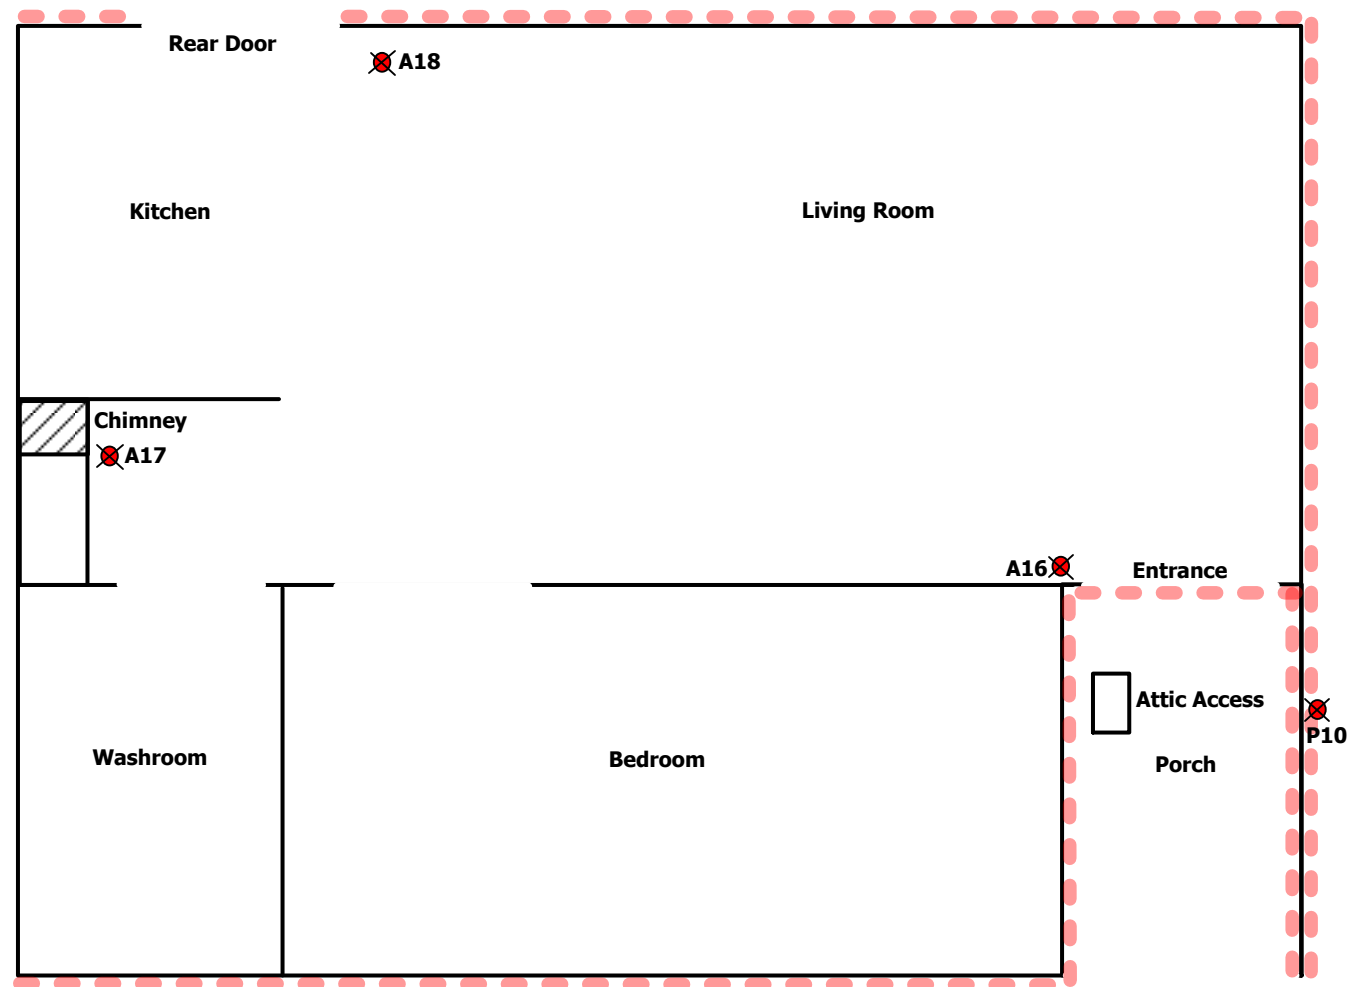 Rear Door
A18
Kitchen
Living Room
Chimney
A17
A16
Entrance
Attic Access
P10
Washroom
Bedroom
Porch